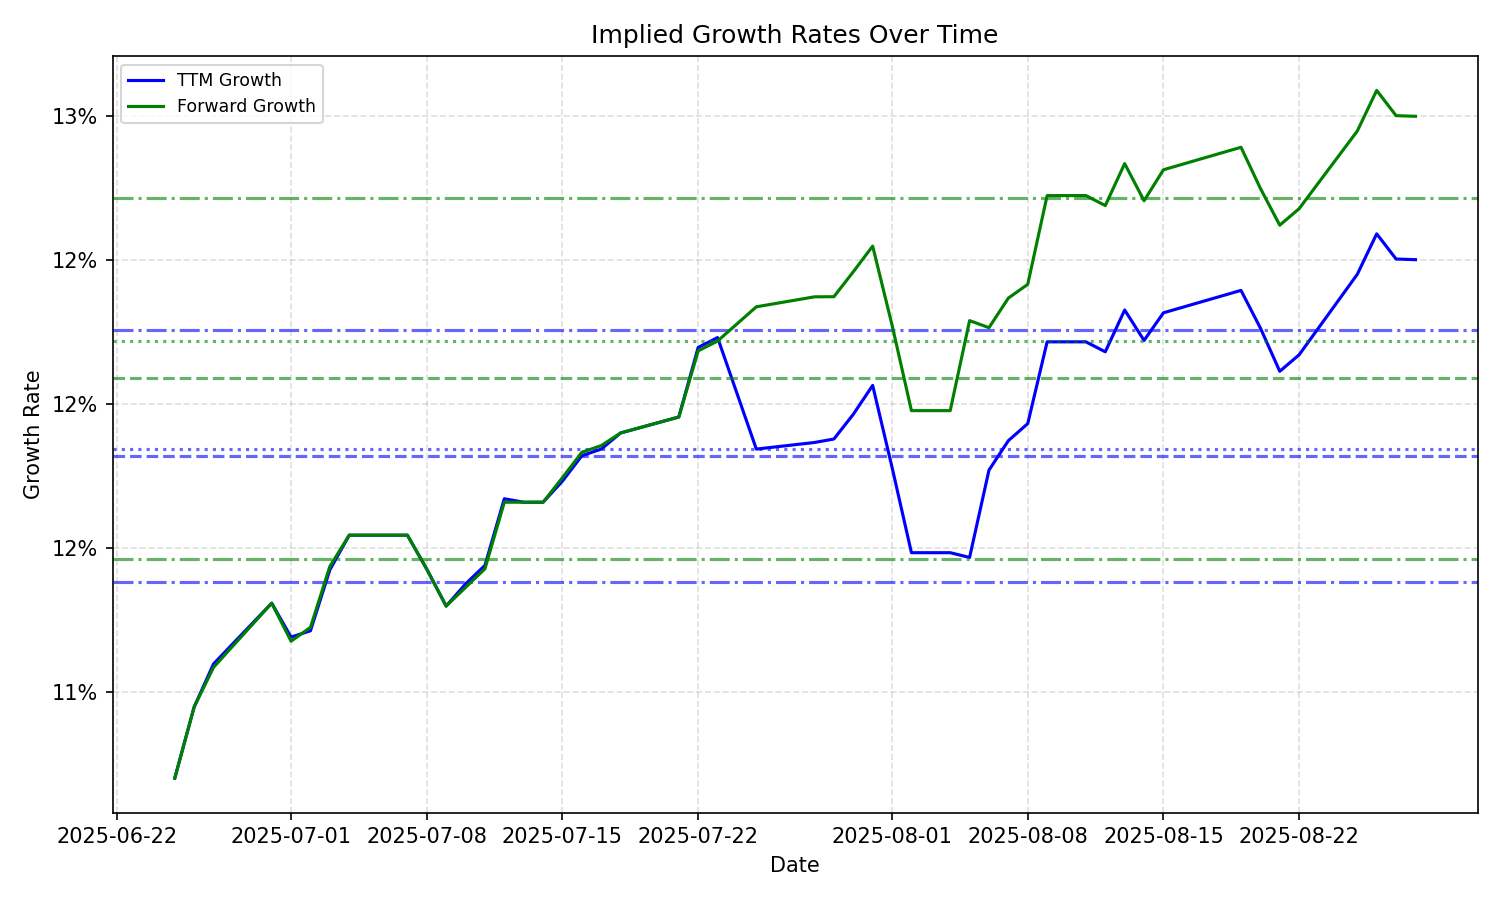 Implied Growth Rates Over Time
TTM Growth
Forward Growth
13%
12%
12%
12%
11%
Growth Rate
2025-06-22
2025-07-01
2025-07-08
2025-07-15
2025-07-22
2025-08-01
2025-08-08
2025-08-15
2025-08-22
Date